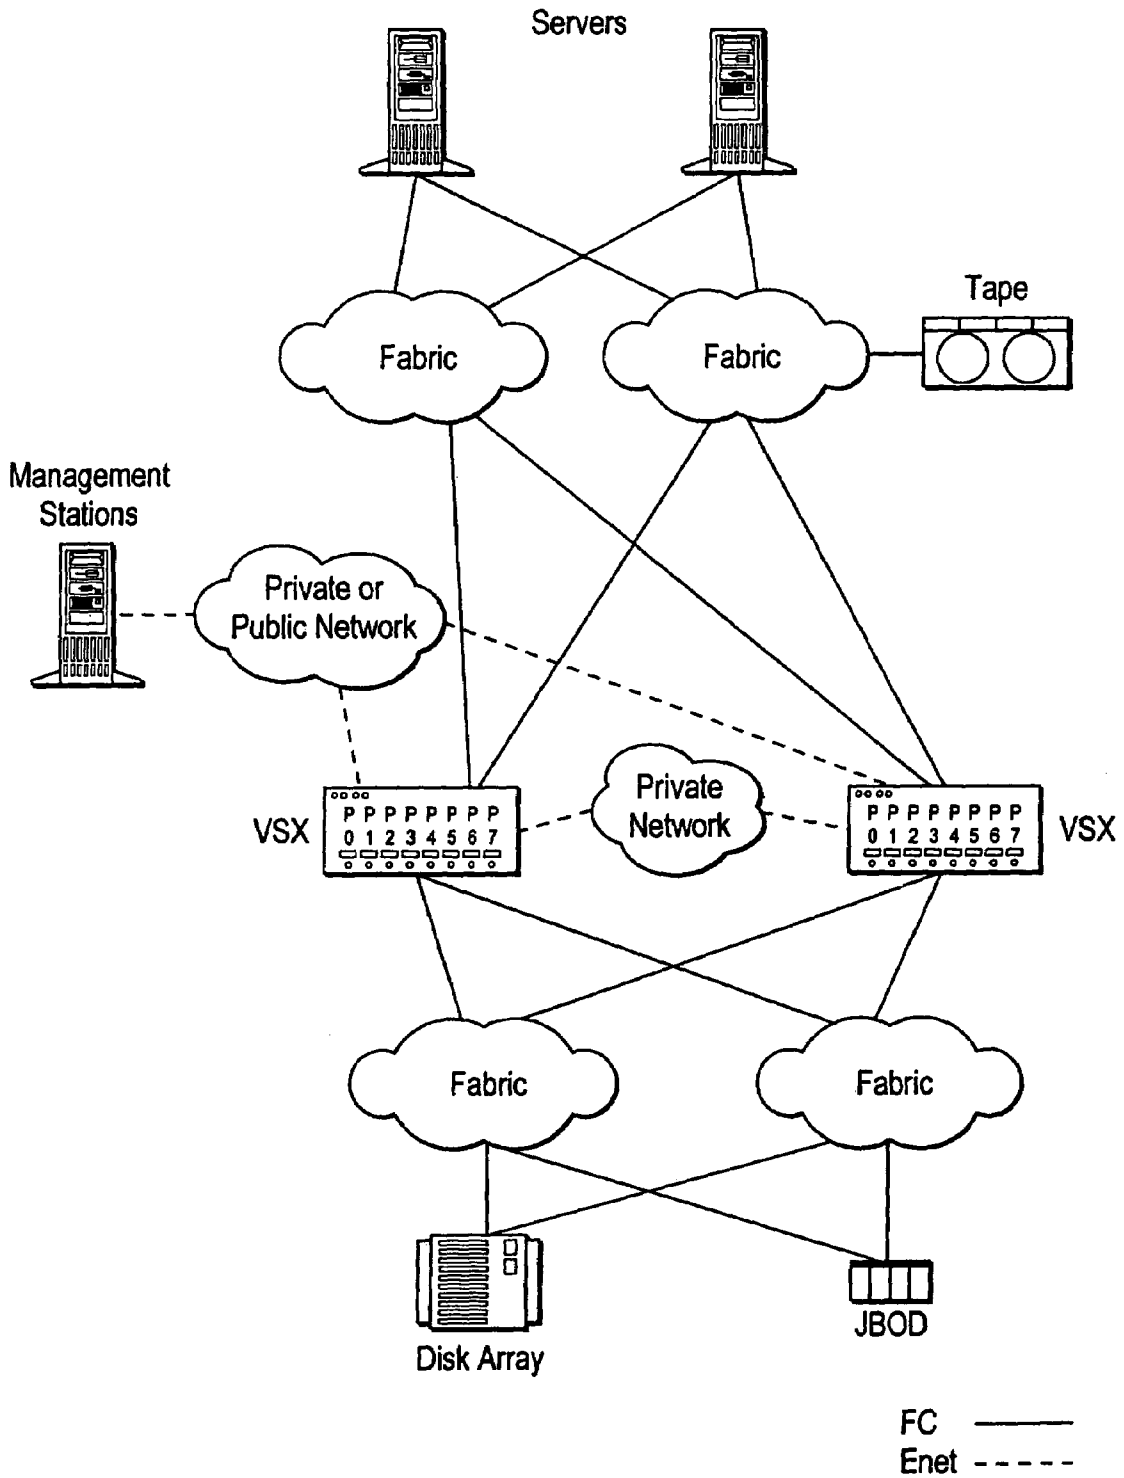 Servers
Tape
Fabric
Fabric
Management
Stations
Private or
Public Network
Private
Network
VSX
P P P P P P P P
0 1 2 3 4 5 6 7
P P P P P P P P
0 1 2 3 4 5 6 7
VSX
Fabric
Fabric
Disk Array
JBOD
FC
Enet